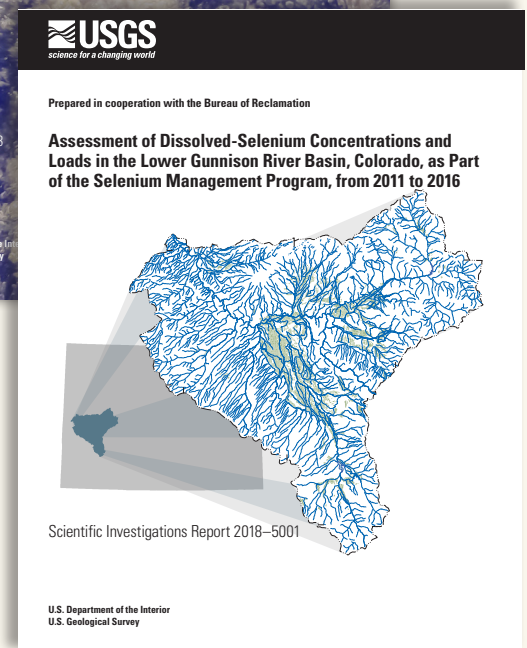 USGS
science for a changing world
Prepared in cooperation with the Bureau of Reclamation
Assessment of Dissolved-Selenium Concentrations and
Loads in the Lower Gunnison River Basin, Colorado, as Part
of the Selenium Management Program, from 2011 to 2016
Scientific Investigations Report 2018–5001
U.S. Department of the Interior
U.S. Geological Survey